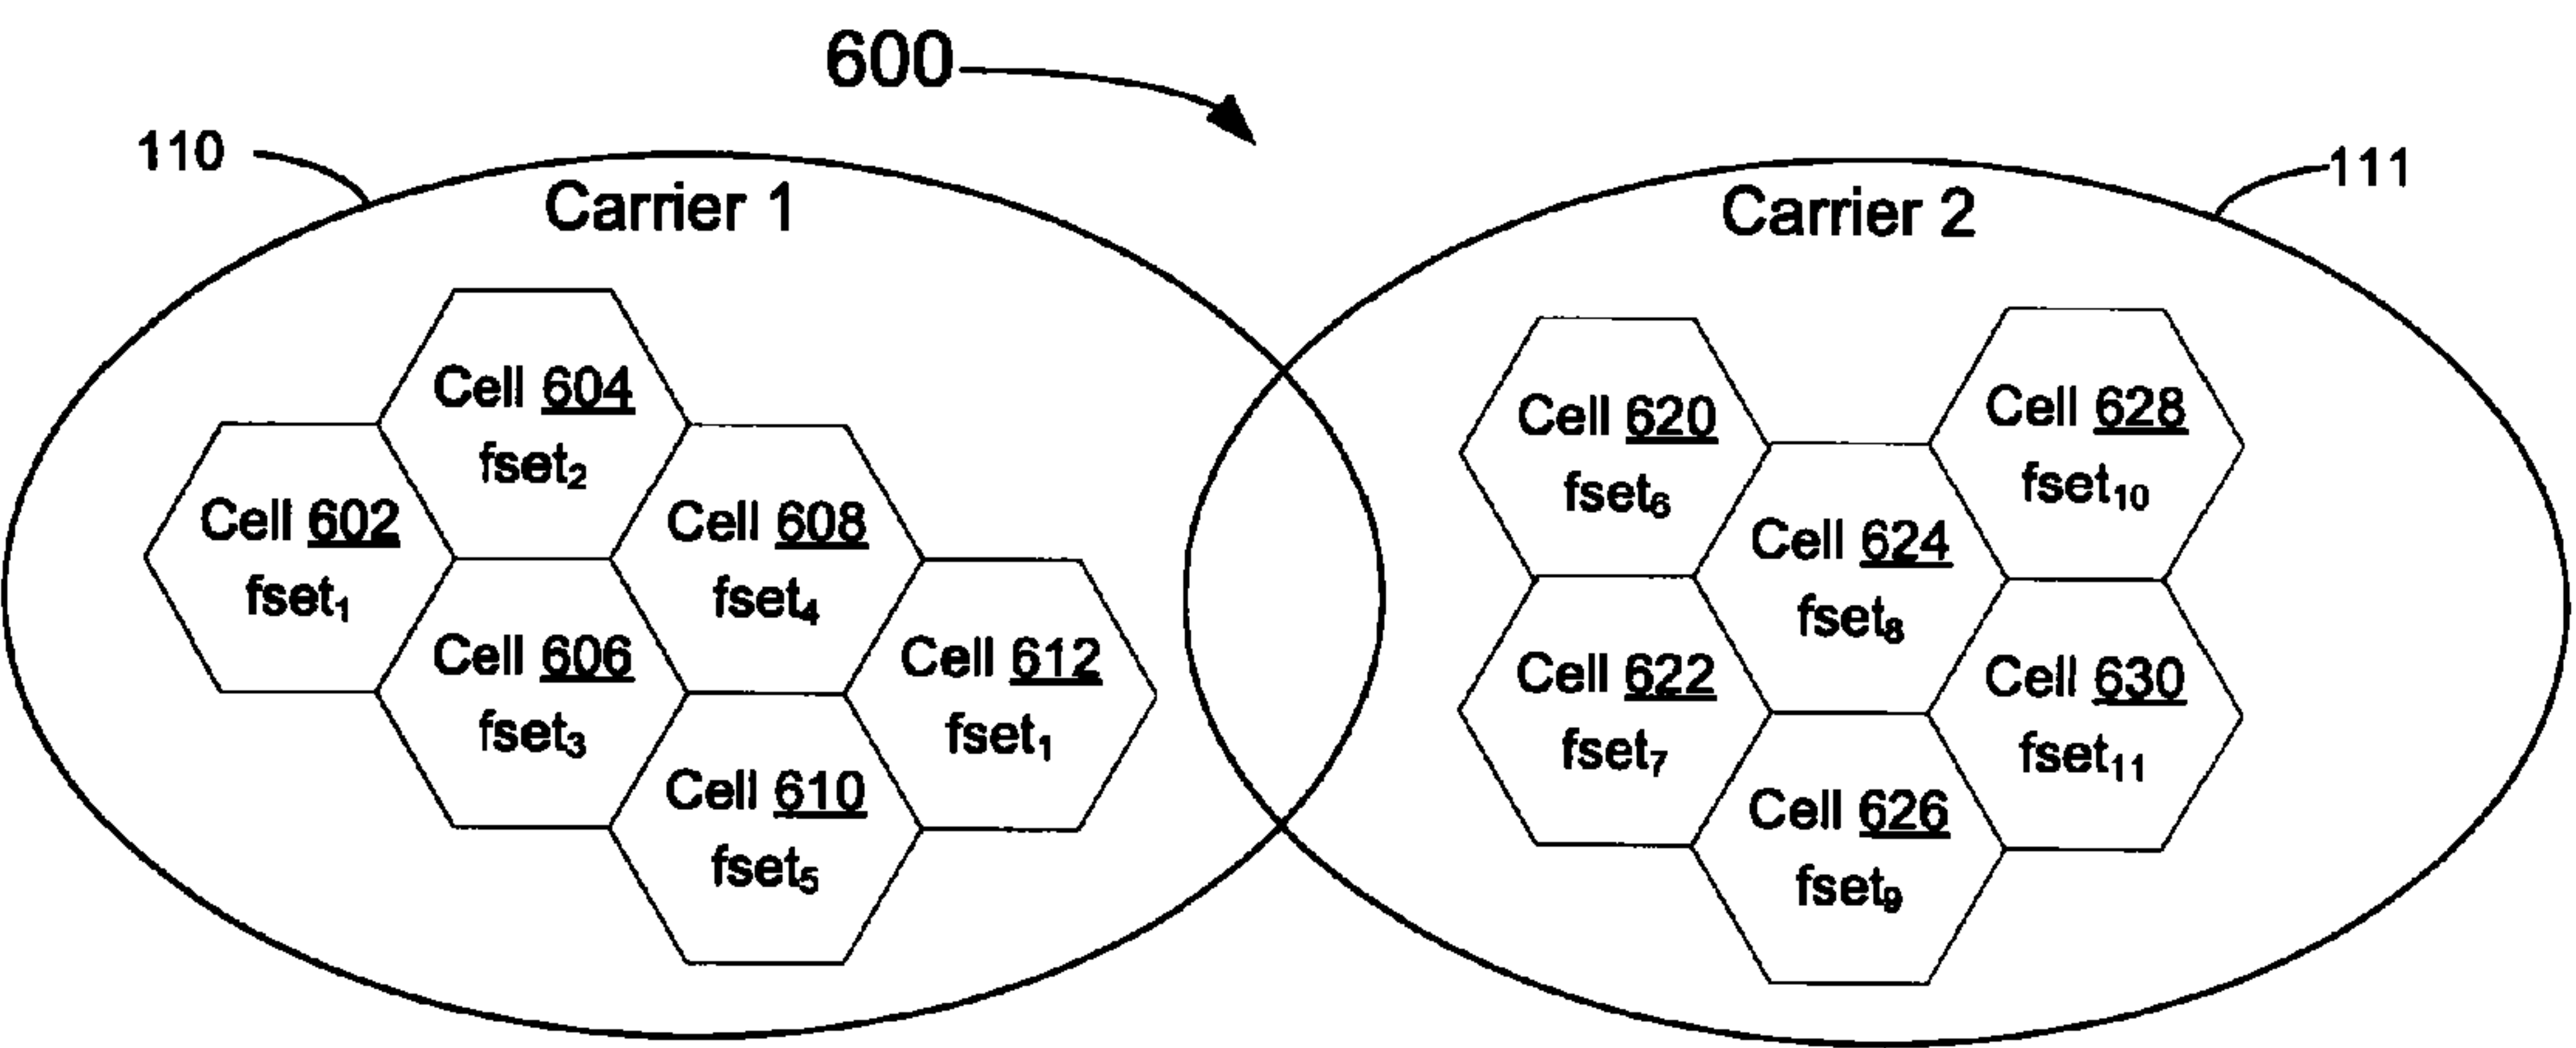 600
110
111
Carrier 1
Carrier 2
Cell 604
fset2
Cell 602
fset1
Cell 608
fset4
Cell 606
fset3
Cell 612
fset1
Cell 610
fset5
Cell 620
fset6
Cell 628
fset10
Cell 624
fset8
Cell 622
fset7
Cell 630
fset11
Cell 626
fset9